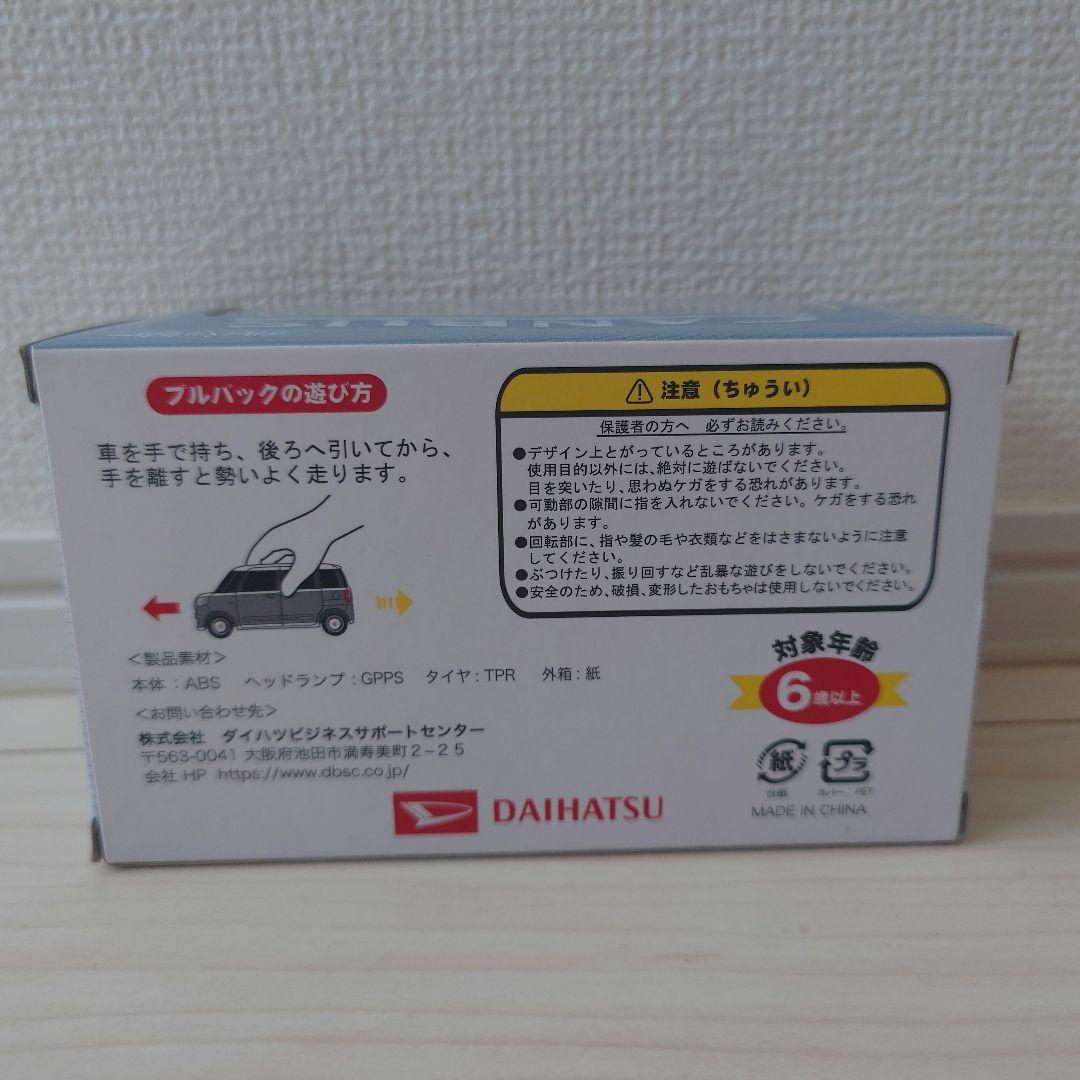 プルバックの遊び方
車を手で持ち、後ろへ引いてから、
手を離すと勢いよく走ります。
⚠注意(ちゅうい)
保護者の方へ 必ずお読みください。
●デザイン上とがっているところがあります。
使用目的以外には、絶対に遊ばないでください。
目を突いたり、思わぬケガをする恐れがあります。
●可動部の隙間に指を入れないでください。ケガをする恐れ
があります。
●回転部に、指や髪の毛や衣類などをはさまないように注意
してください。
●ぶつけたり、振り回すなど乱暴な遊びをしないでください。
●安全のため、破損、変形したおもちゃは使用しないでください。
<製品素材>
本体:ABS ヘッドランプ:GPPS タイヤ:TPR 外箱:紙
<お問い合わせ先>
株式会社 ダイハツビジネスサポートセンター
〒563-0041 大阪府池田市満寿美町2-25
会社HP https://www.dbsc.co.jp/
DAIHATSU
対象年齢
6歳以上
紙
プラ
台紙
カバー:PET
MADE IN CHINA